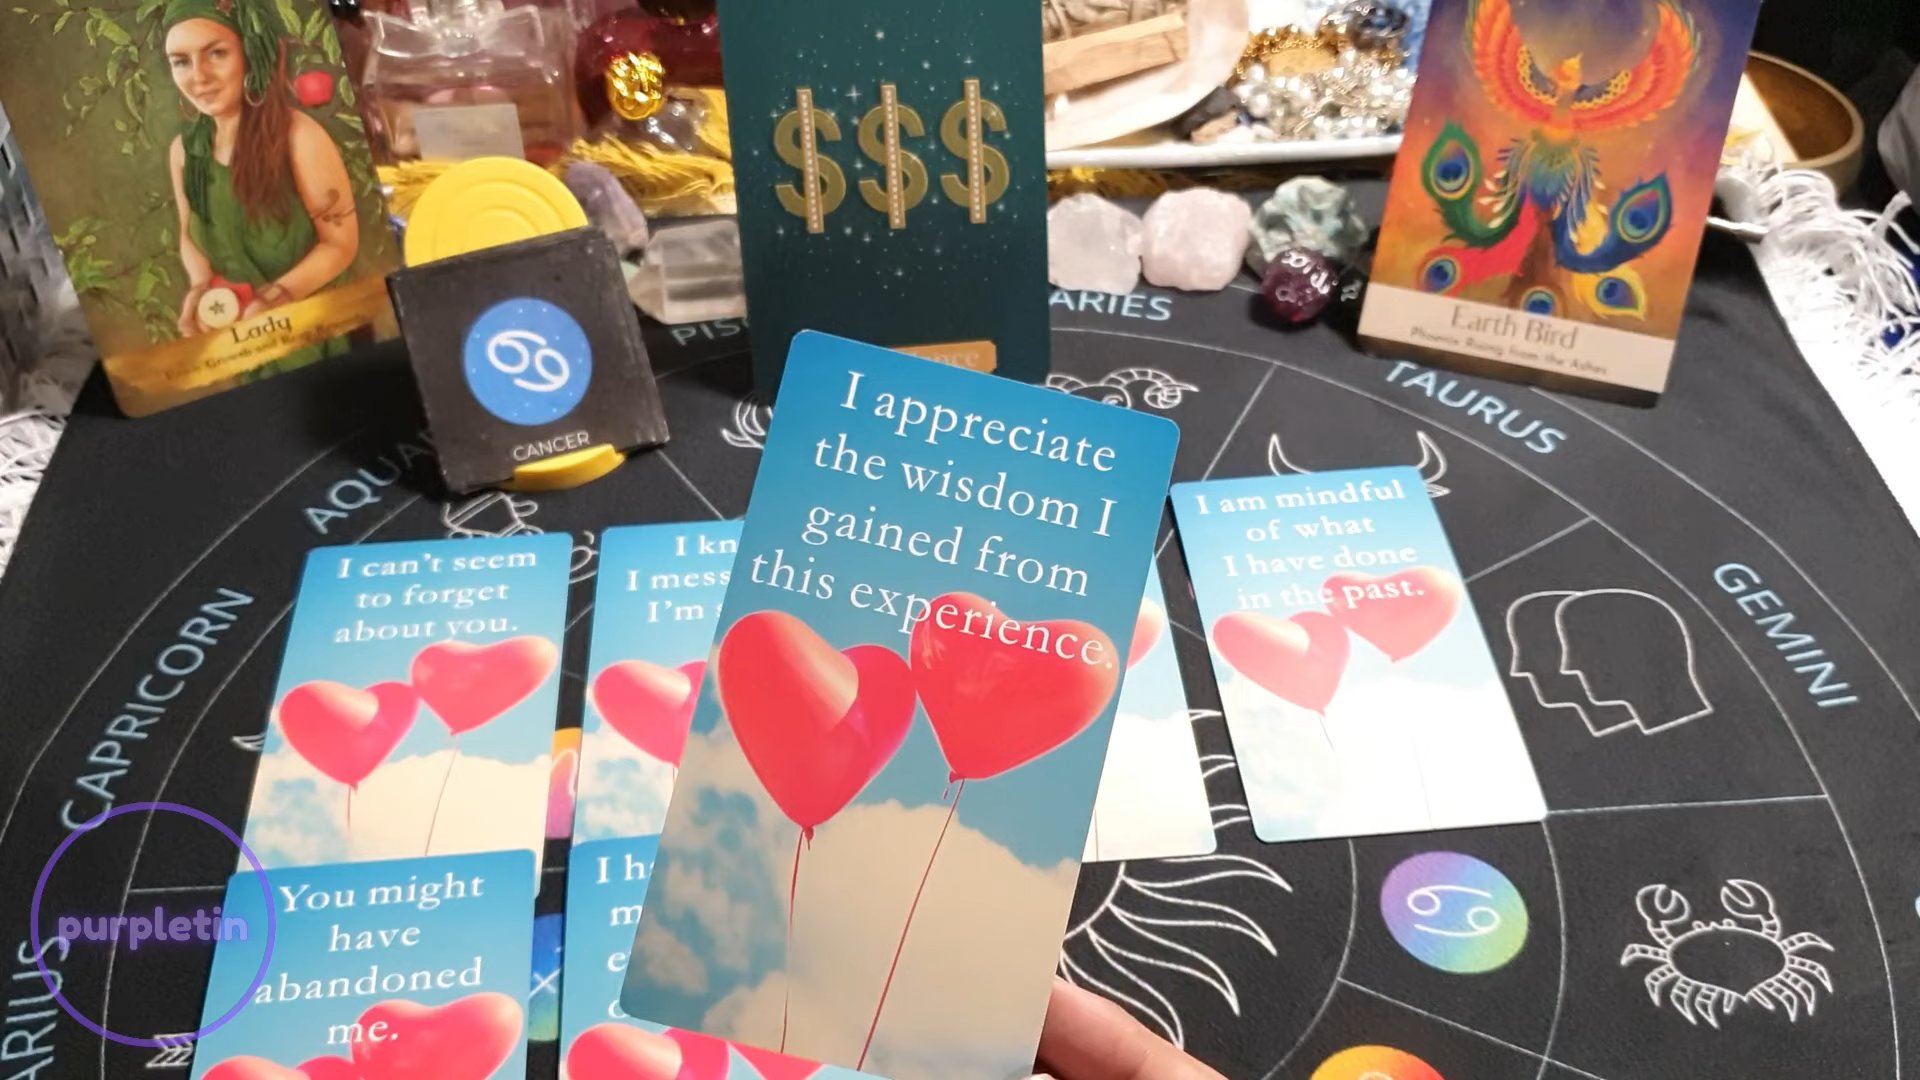 $$$
Lady
Earth Bird
Phoenix Rising from the Ashes
CANCER
ARIES
TAURUS
GEMINI
CAPRICORN
I appreciate
the wisdom I
gained from
this experience.
I am mindful
of what
I have done
in the past.
I can't seem
to forget
about you.
I
I
I'm
You might
have
abandoned
me.
I
purpletin